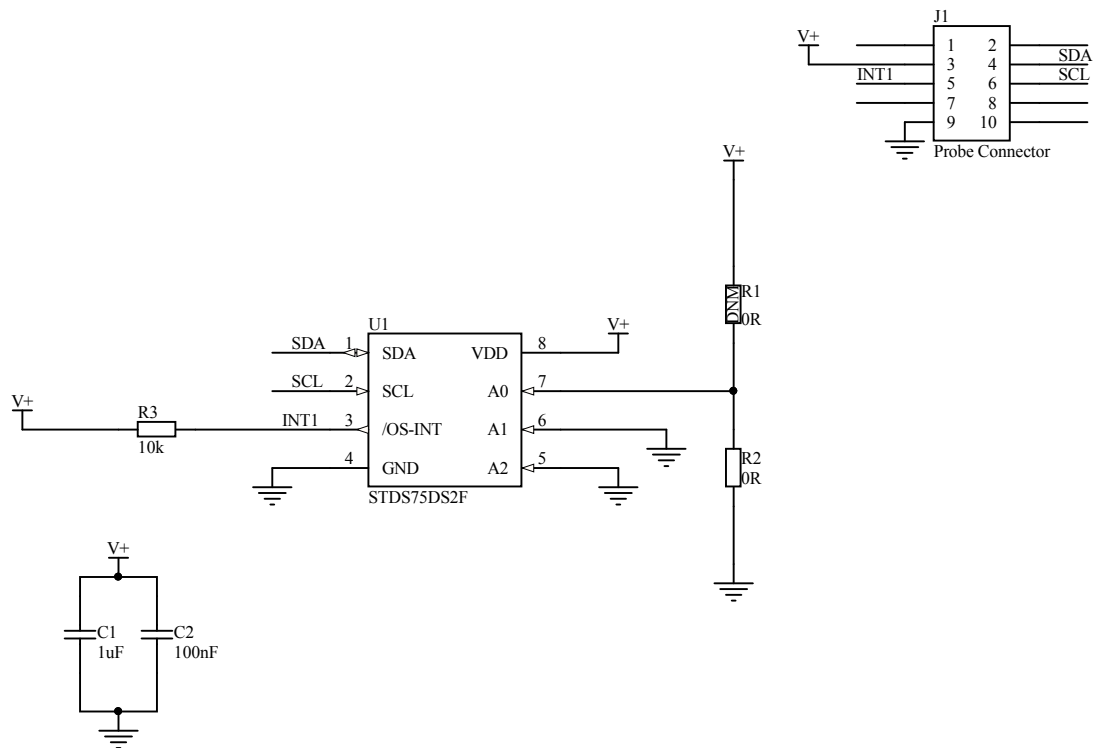 J1
V+
1 2
3 4 SDA
INT1 5 6 SCL
7 8
9 10
Probe Connector
V+
DNM
R1
0R
U1
V+
SDA 1 SDA VDD 8
SCL 2 SCL A0 7
V+
R3
10k
INT1 3 /OS-INT A1 6
4 GND A2 5
STDS75DS2F
R2
0R
V+
C1
1uF
C2
100nF